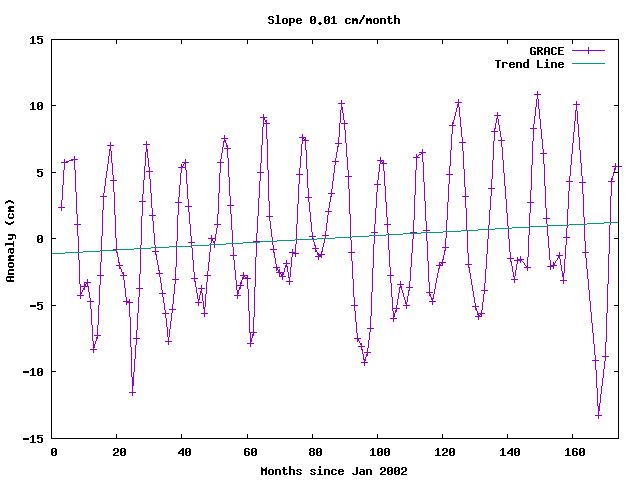 Slope 0.01 cm/month
GRACE
Trend Line
15
10
5
0
-5
-10
-15
Anomaly (cm)
0 20 40 60 80 100 120 140 160
Months since Jan 2002